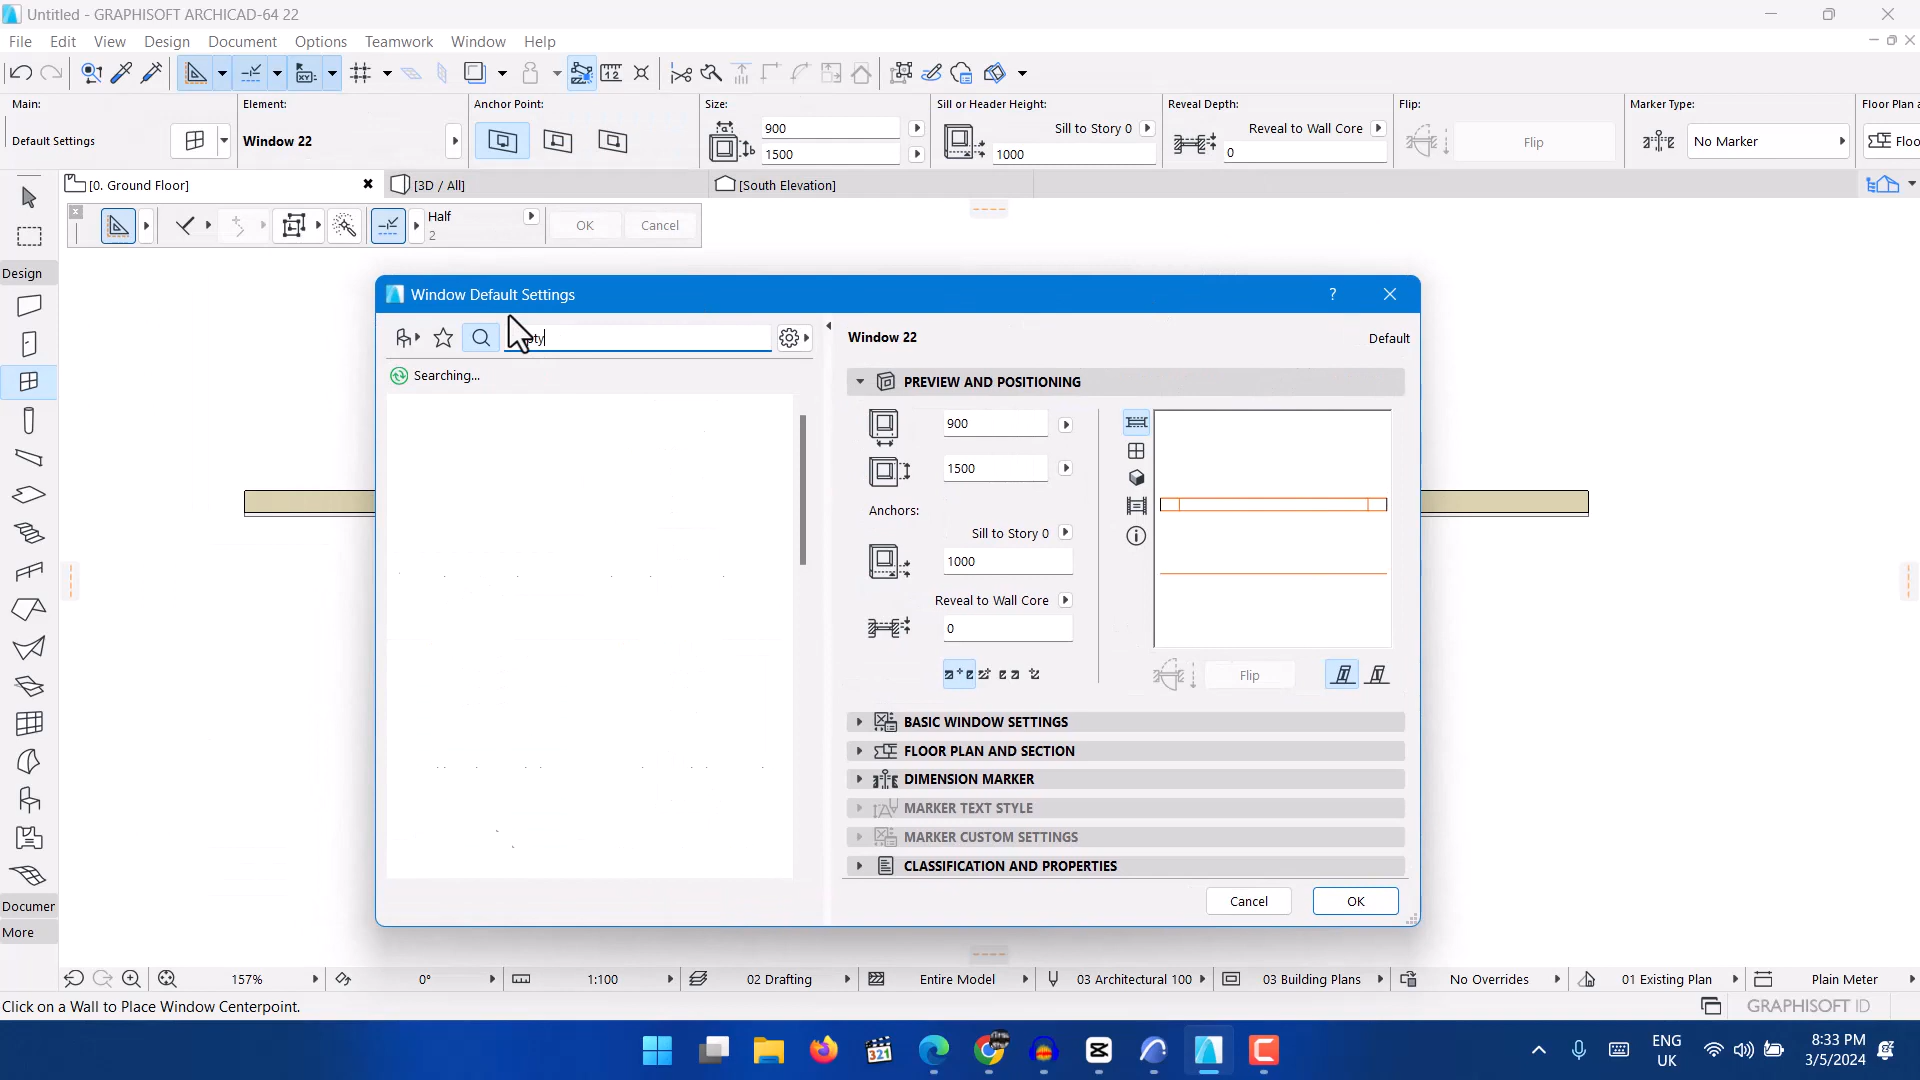 Untitled - GRAPHISOFT ARCHICAD-64 22
File Edit View Design Document Options Teamwork Window Help
Main: Element: Anchor Point: Size: Sill or Header Height: Reveal Depth: Flip: Marker Type: Floor Plan a
Default Settings Window 22 900 1500 Sill to Story 0 1000 Reveal to Wall Core 0 Flip No Marker Floo
[0. Ground Floor] [3D / All] [South Elevation]
Half
2
OK Cancel
Design
Window Default Settings
Window 22 Default
Searching...
PREVIEW AND POSITIONING
900
1500
Anchors:
Sill to Story 0
1000
Reveal to Wall Core
0
Flip
BASIC WINDOW SETTINGS
FLOOR PLAN AND SECTION
DIMENSION MARKER
MARKER TEXT STYLE
MARKER CUSTOM SETTINGS
CLASSIFICATION AND PROPERTIES
Cancel OK
Documer
More
157% 0° 1:100 02 Drafting Entire Model 03 Architectural 100 03 Building Plans No Overrides 01 Existing Plan Plain Meter
Click on a Wall to Place Window Centerpoint. GRAPHISOFT ID
321
ENG
UK
8:33 PM
3/5/2024